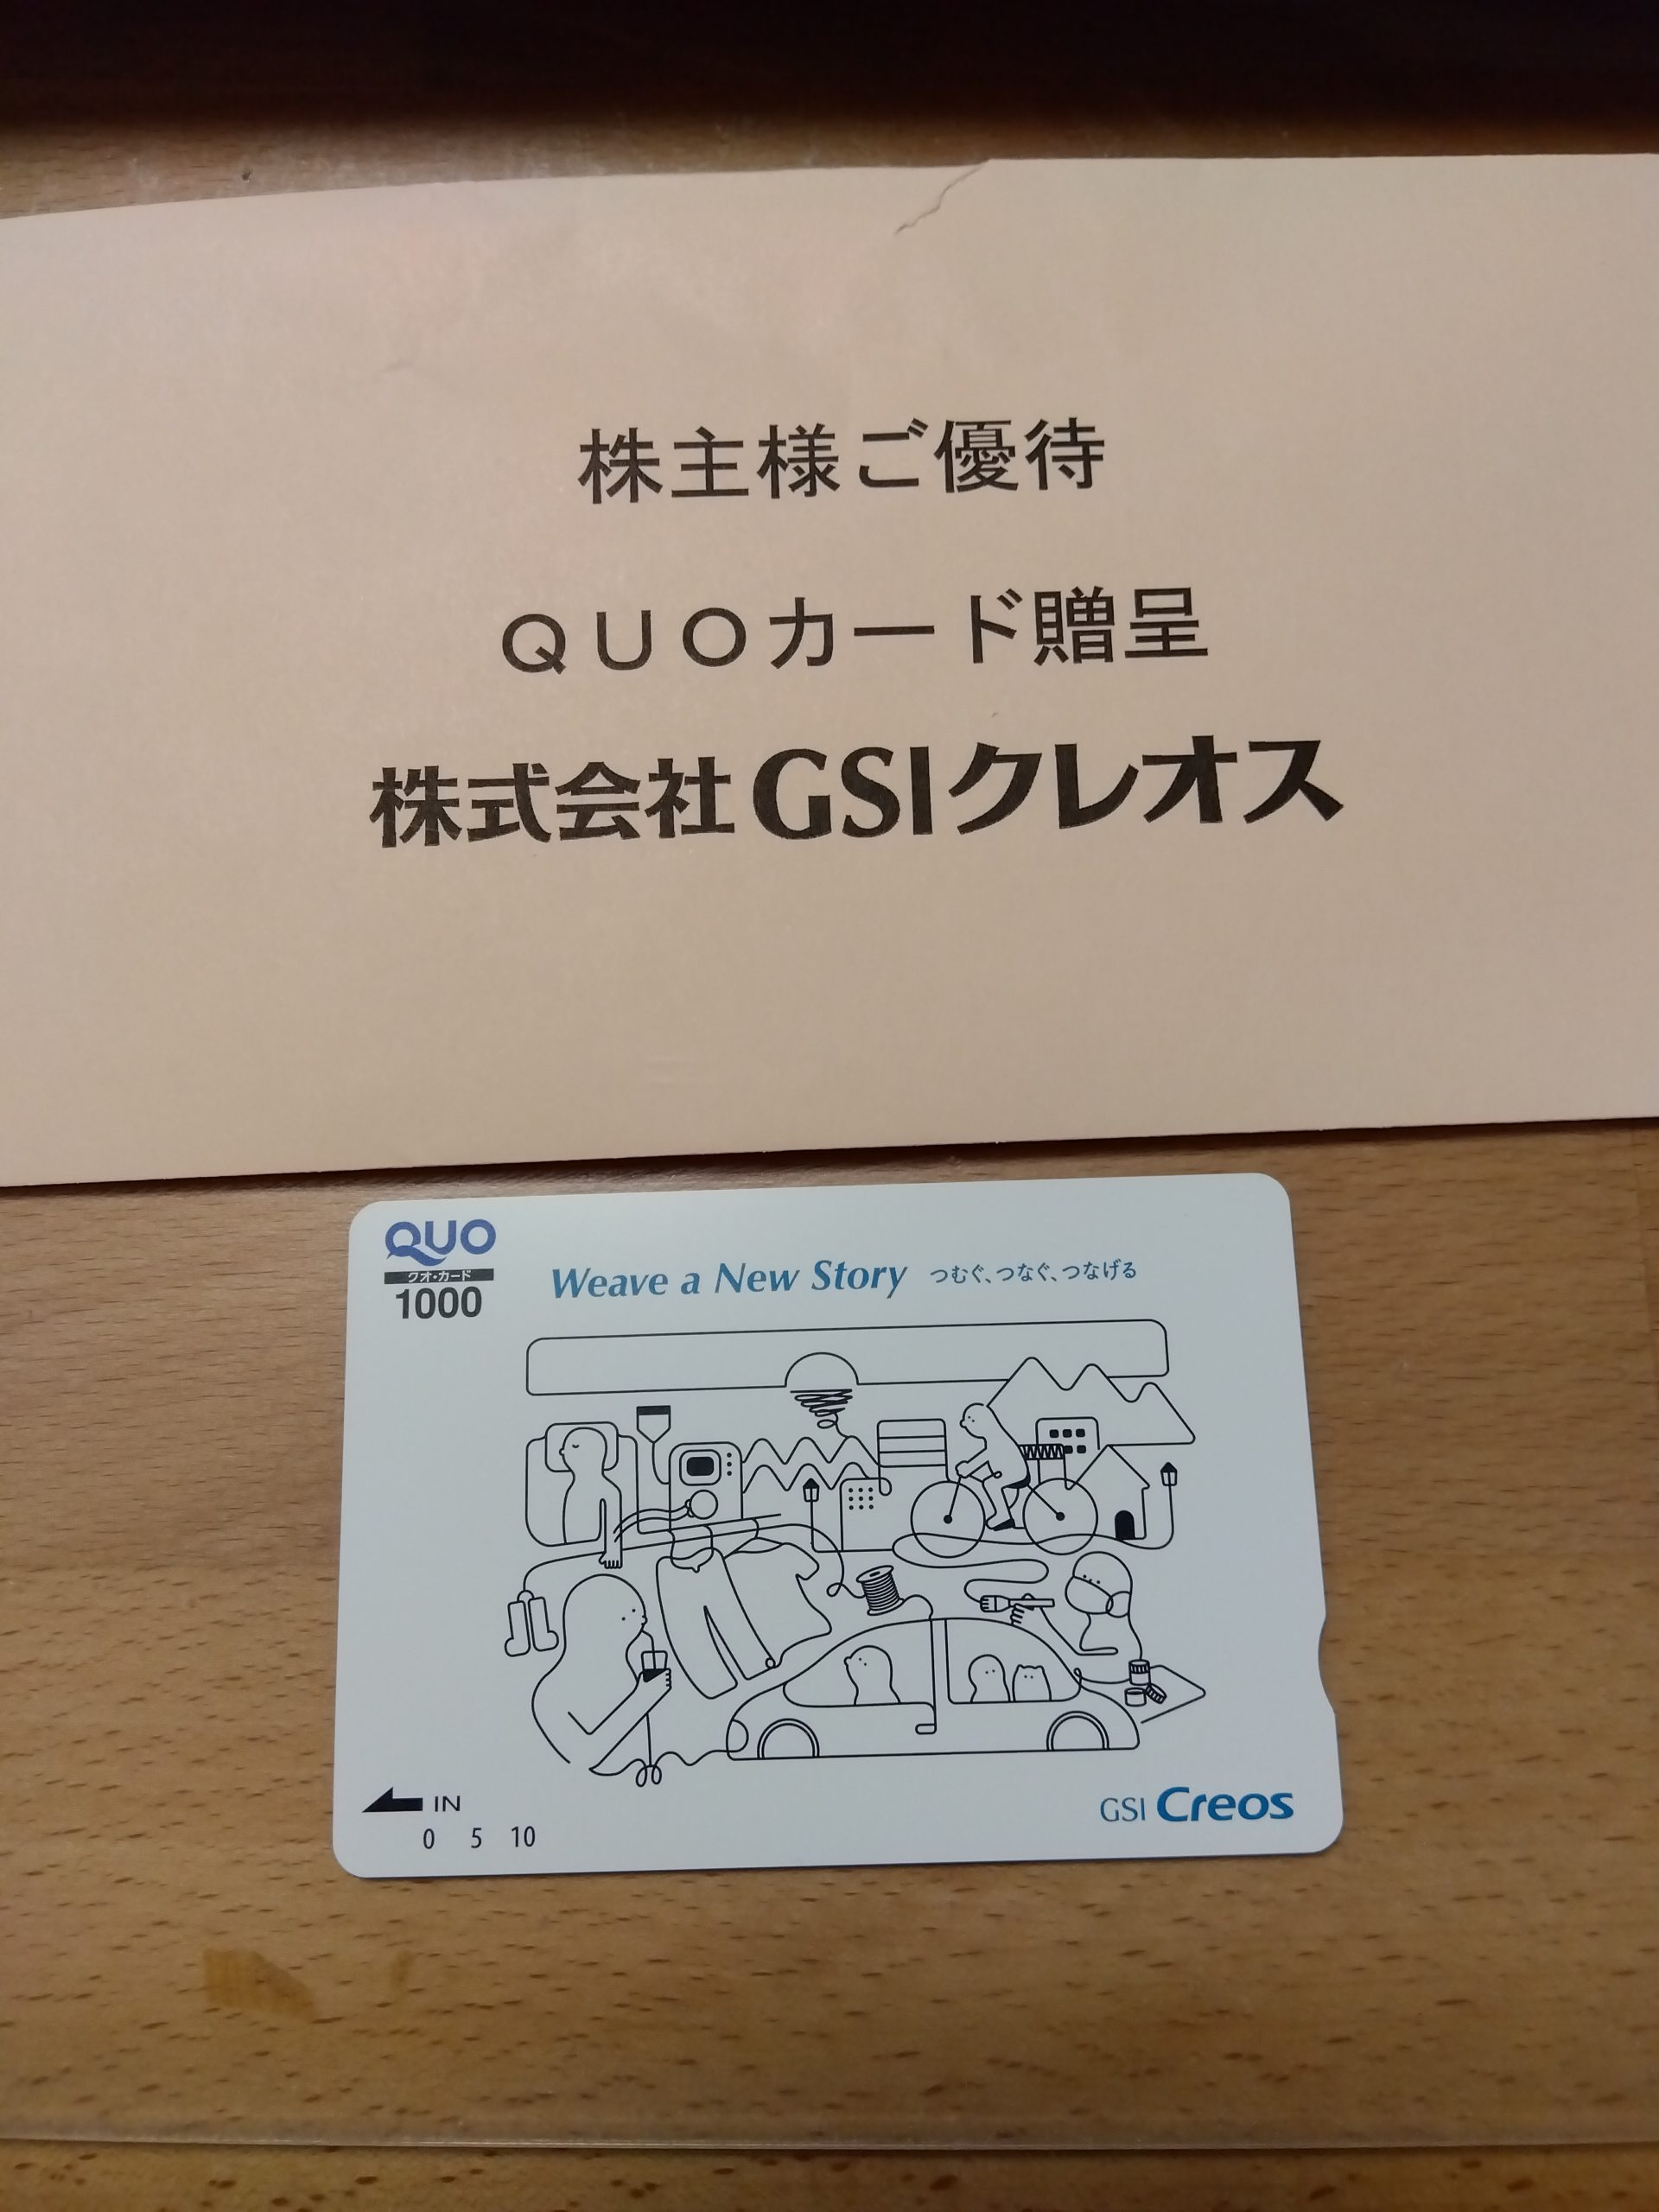 株主様ご優待
QUOカード贈呈
株式会社GSIクレオス
QUO
クオ・カード
1000
Weave a New Story つむぐ、つなぐ、つなげる
IN
0 5 10
GSI Creos